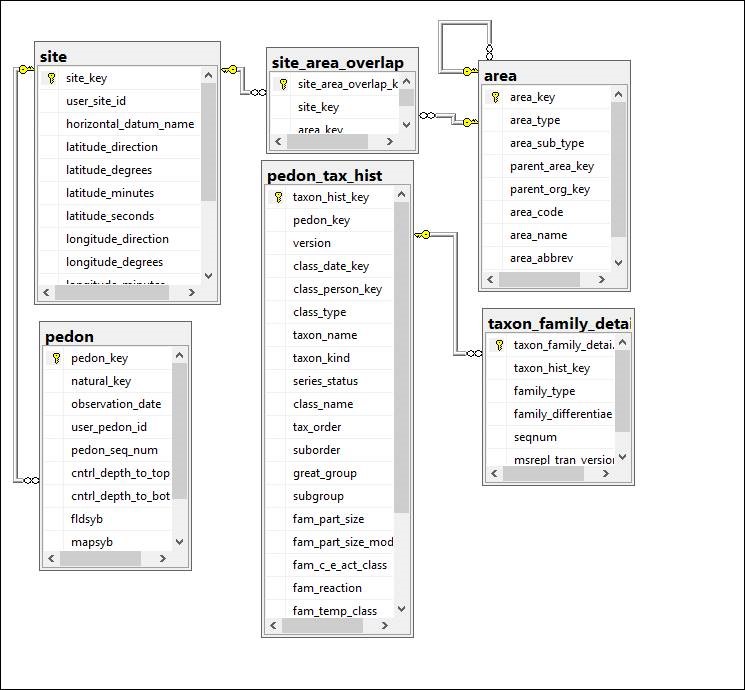 site
site_key
user_site_id
horizontal_datum_name
latitude_direction
latitude_degrees
latitude_minutes
latitude_seconds
longitude_direction
longitude_degrees
longitude_minutes
site_area_overlap
site_area_overlap_k
site_key
area_key
area
area_key
area_type
area_sub_type
parent_area_key
parent_org_key
area_code
area_name
area_abbrev
pedon
pedon_key
natural_key
observation_date
user_pedon_id
pedon_seq_num
cntrl_depth_to_top
cntrl_depth_to_bot
fldsyb
mapsyb
pedon_tax_hist
taxon_hist_key
pedon_key
version
class_date_key
class_person_key
class_type
taxon_name
taxon_kind
series_status
class_name
tax_order
suborder
great_group
subgroup
fam_part_size
fam_part_size_mod
fam_c_e_act_class
fam_reaction
fam_temp_class
taxon_family_detai
taxon_family_detai.
taxon_hist_key
family_type
family_differentiae
seqnum
msrepl_tran_version